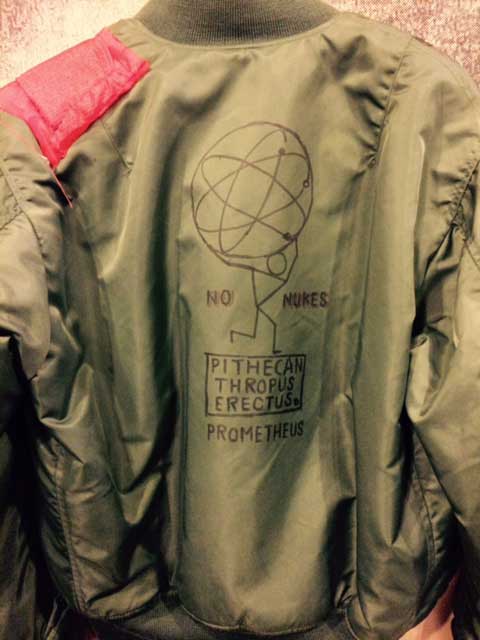 NO NUKES
PITHECAN
THROPUS
ERECTUS.
PROMETHEUS